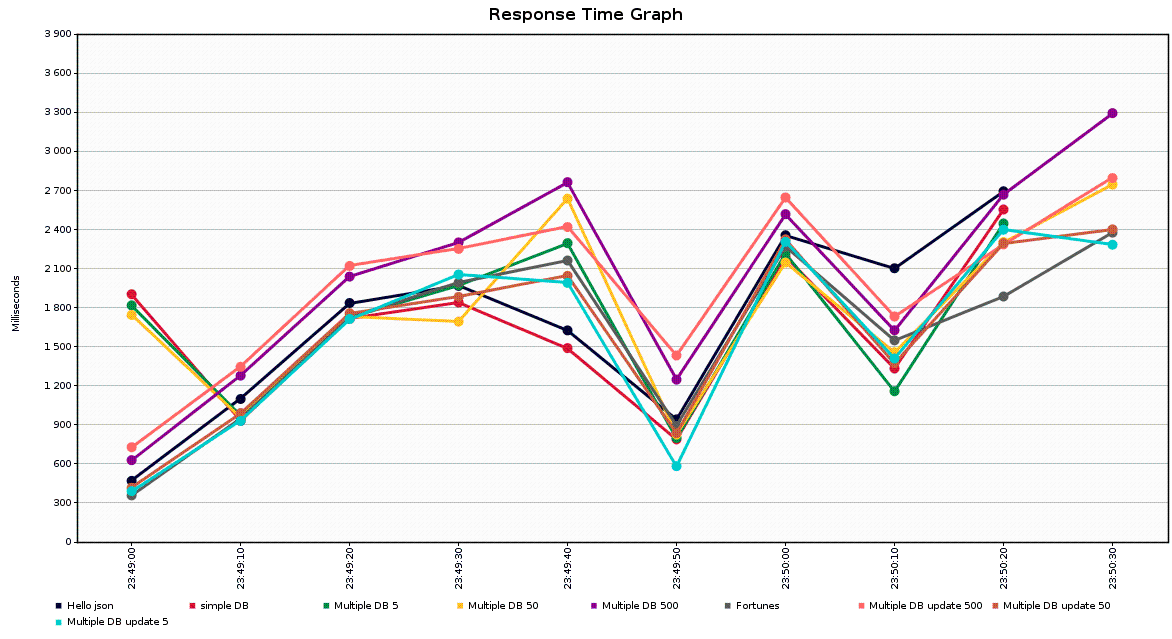 Response Time Graph
3 900
3 600
3 300
3 000
2 700
2 400
2 100
1 800
1 500
1 200
900
600
300
0
Milliseconds
23:49:00 23:49:10 23:49:20 23:49:30 23:49:40 23:49:50 23:50:00 23:50:10 23:50:20 23:50:30
Hello json simple DB Multiple DB 5 Multiple DB 50 Multiple DB 500 Fortunes Multiple DB update 500 Multiple DB update 50
Multiple DB update 5